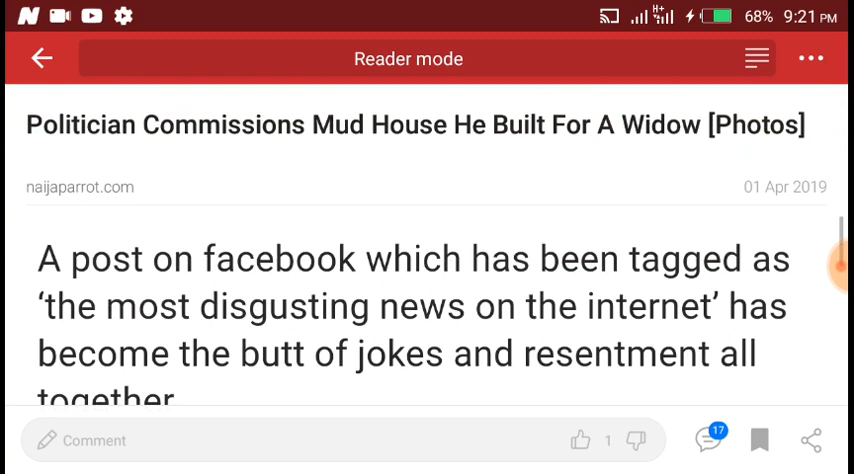 H+
68% 9:21 PM
Reader mode
Politician Commissions Mud House He Built For A Widow [Photos]
naijaparrot.com 01 Apr 2019
A post on facebook which has been tagged as
‘the most disgusting news on the internet’ has
become the butt of jokes and resentment all
together
Comment 1 17